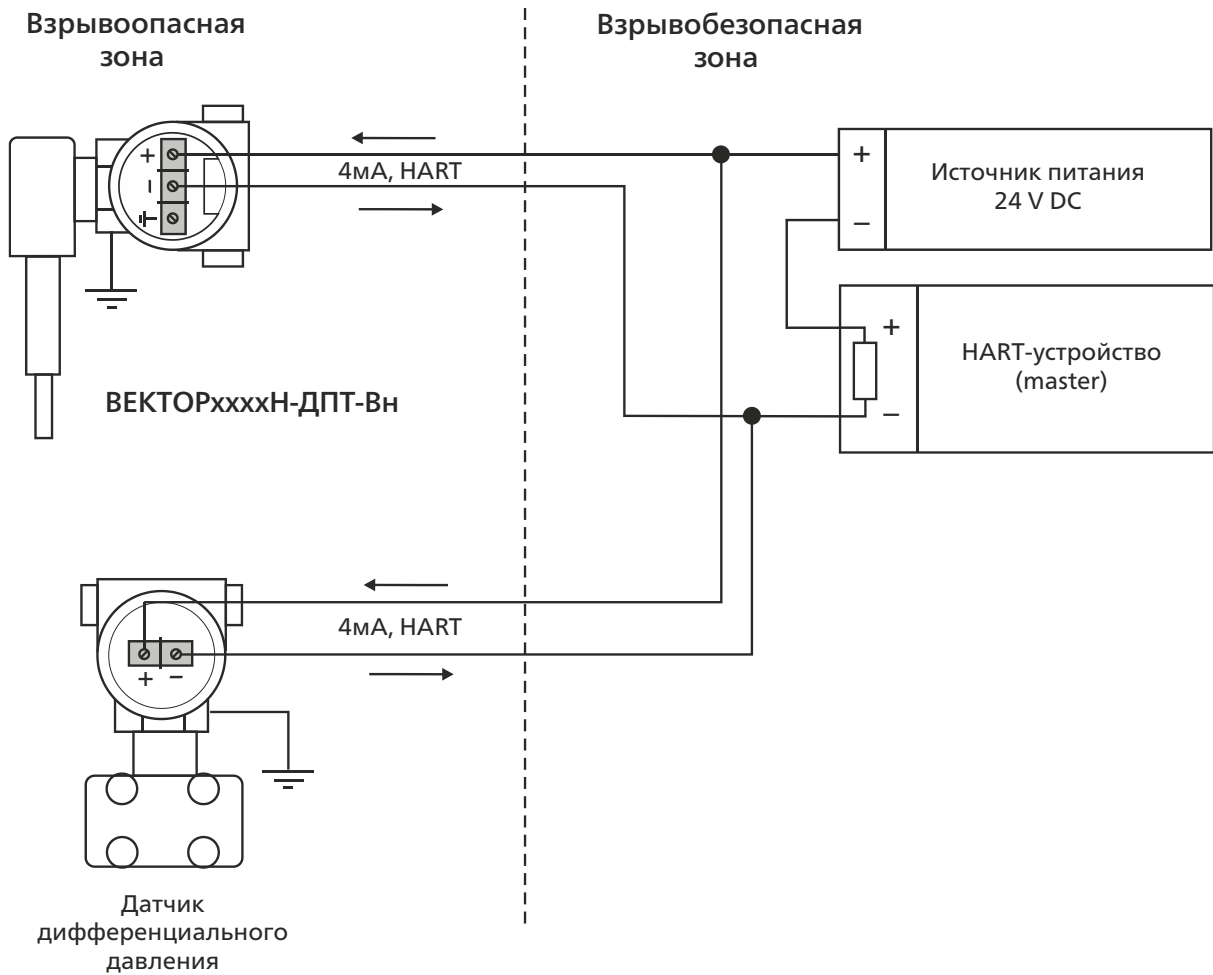 Взрывоопасная
зона
Взрывобезопасная
зона
+
–
4мА, HART
+
–
Источник питания
24 V DC
+
–
HART-устройство
(master)
ВЕКТОРххххН-ДПТ-Вн
4мА, HART
+ –
Датчик
дифференциального
давления